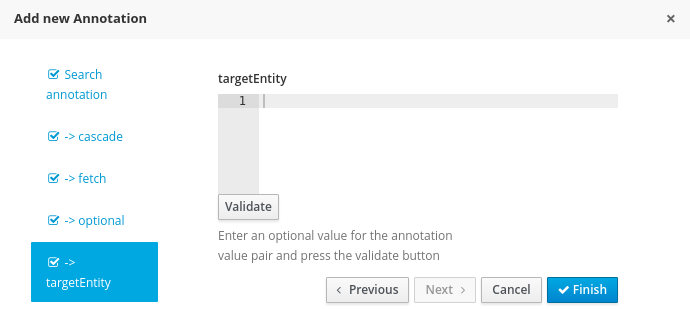 Add new Annotation ×
Search
annotation
-> cascade
-> fetch
-> optional
->
targetEntity
targetEntity
1
Validate
Enter an optional value for the annotation
value pair and press the validate button
Previous Next Cancel Finish